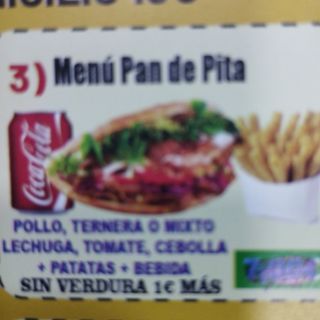 3) Menú Pan de Pita
Coca-Cola
POLLO, TERNERA O MIXTO
LECHUGA, TOMATE, CEBOLLA
+ PATATAS + BEBIDA
SIN VERDURA 1€ MÁS